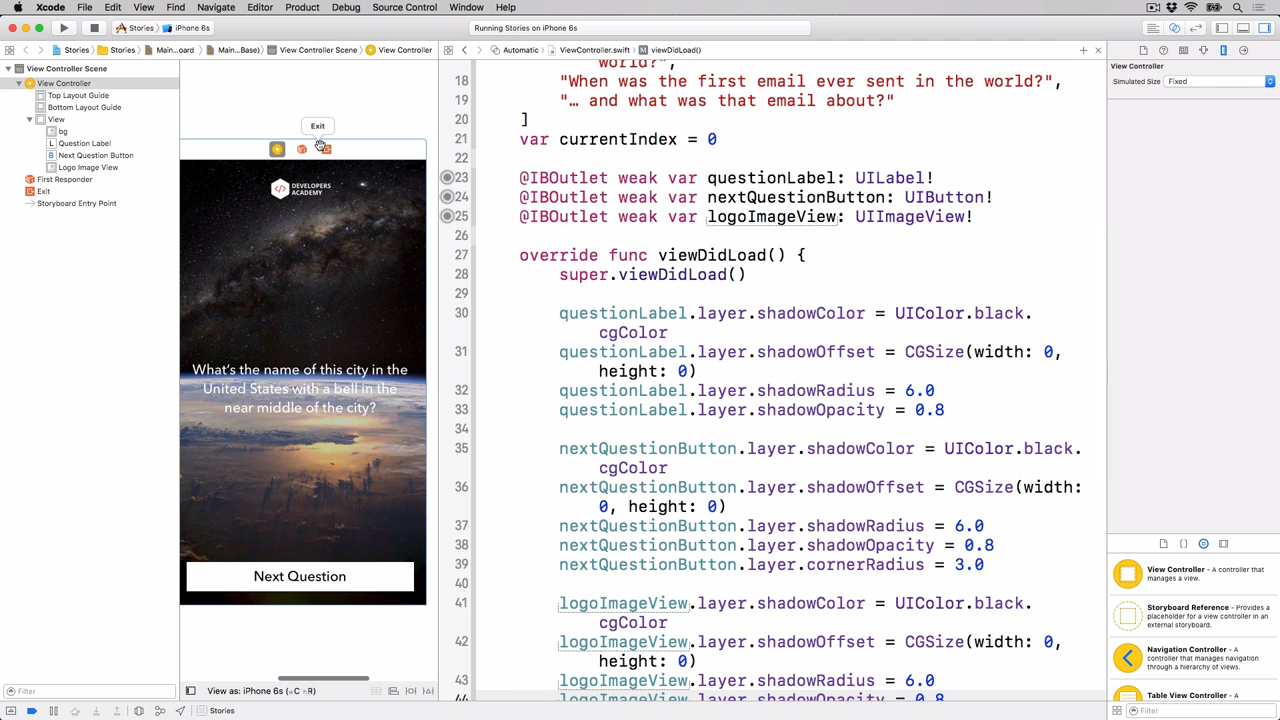 Xcode File Edit View Find Navigate Editor Product Debug Source Control Window Help
Stories iPhone 6s
Running Stories on iPhone 6s
Stories Stories Main...oard Main...Base) View Controller Scene View Controller
Automatic ViewController.swift viewDidLoad()
View Controller Scene
View Controller
Top Layout Guide
Bottom Layout Guide
View
bg
L Question Label
B Next Question Button
Logo Image View
First Responder
Exit
Storyboard Entry Point
Filter
Exit
DEVELOPERS
ACADEMY
What's the name of this city in the
United States with a bell in the
near middle of the city?
Next Question
View as: iPhone 6s (wC hR)
world?",
18 "When was the first email ever sent in the world?",
19 "… and what was that email about?"
20 ]
21 var currentIndex = 0
22
23 @IBOutlet weak var questionLabel: UILabel!
24 @IBOutlet weak var nextQuestionButton: UIButton!
25 @IBOutlet weak var logoImageView: UIImageView!
26
27 override func viewDidLoad() {
28 super.viewDidLoad()
29
30 questionLabel.layer.shadowColor = UIColor.black.
cgColor
31 questionLabel.layer.shadowOffset = CGSize(width: 0,
height: 0)
32 questionLabel.layer.shadowRadius = 6.0
33 questionLabel.layer.shadowOpacity = 0.8
34
35 nextQuestionButton.layer.shadowColor = UIColor.black.
cgColor
36 nextQuestionButton.layer.shadowOffset = CGSize(width:
0, height: 0)
37 nextQuestionButton.layer.shadowRadius = 6.0
38 nextQuestionButton.layer.shadowOpacity = 0.8
39 nextQuestionButton.layer.cornerRadius = 3.0
40
41 logoImageView.layer.shadowColor = UIColor.black.
cgColor
42 logoImageView.layer.shadowOffset = CGSize(width: 0,
height: 0)
43 logoImageView.layer.shadowRadius = 6.0
44 logoImageView.layer.shadowOpacity = 0.8
View Controller
Simulated Size Fixed
View Controller - A controller that
manages a view.
Storyboard Reference - Provides a
placeholder for a view controller in an
external storyboard.
Navigation Controller - A
controller that manages navigation
through a hierarchy of views.
Table View Controller - A
Stories
Filter